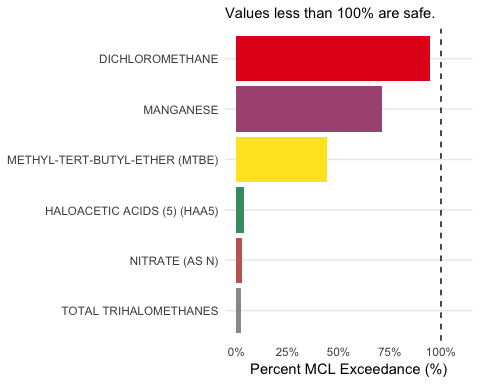 Values less than 100% are safe.
DICHLOROMETHANE
MANGANESE
METHYL-TERT-BUTYL-ETHER (MTBE)
HALOACETIC ACIDS (5) (HAA5)
NITRATE (AS N)
TOTAL TRIHALOMETHANES
0% 25% 50% 75% 100%
Percent MCL Exceedance (%)